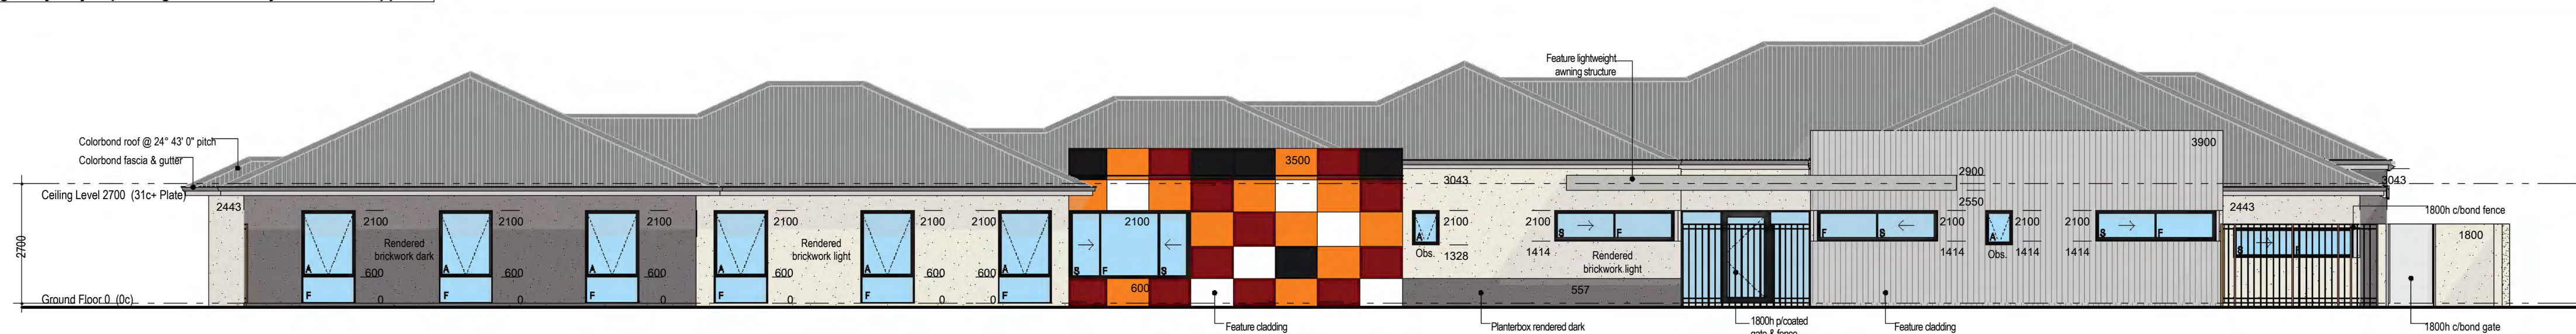 Feature lightweight
awning structure
Colorbond roof @ 24° 43' 0" pitch
Colorbond fascia & gutter
Ceiling Level 2700 (31c+ Plate)
2700
Ground Floor 0 (0c)
2443
2100
600
0
A
F
Rendered
brickwork dark
2100
600
0
A
F
2100
600
0
A
F
2100
600
0
A
F
Rendered
brickwork light
2100
600
0
A
F
2100
600
0
A
F
3500
2100
S
F
S
600
Feature cladding
3043
2100
1328
A
Obs.
557
Planterbox rendered dark
2100
1414
S
F
Rendered
brickwork light
1800h p/coated
gate & fence
2900
2550
3900
F
S
2100
1414
A
Obs.
2100
1414
2100
1414
S
F
Feature cladding
3043
2443
S
F
1800h c/bond fence
1800
1800h c/bond gate